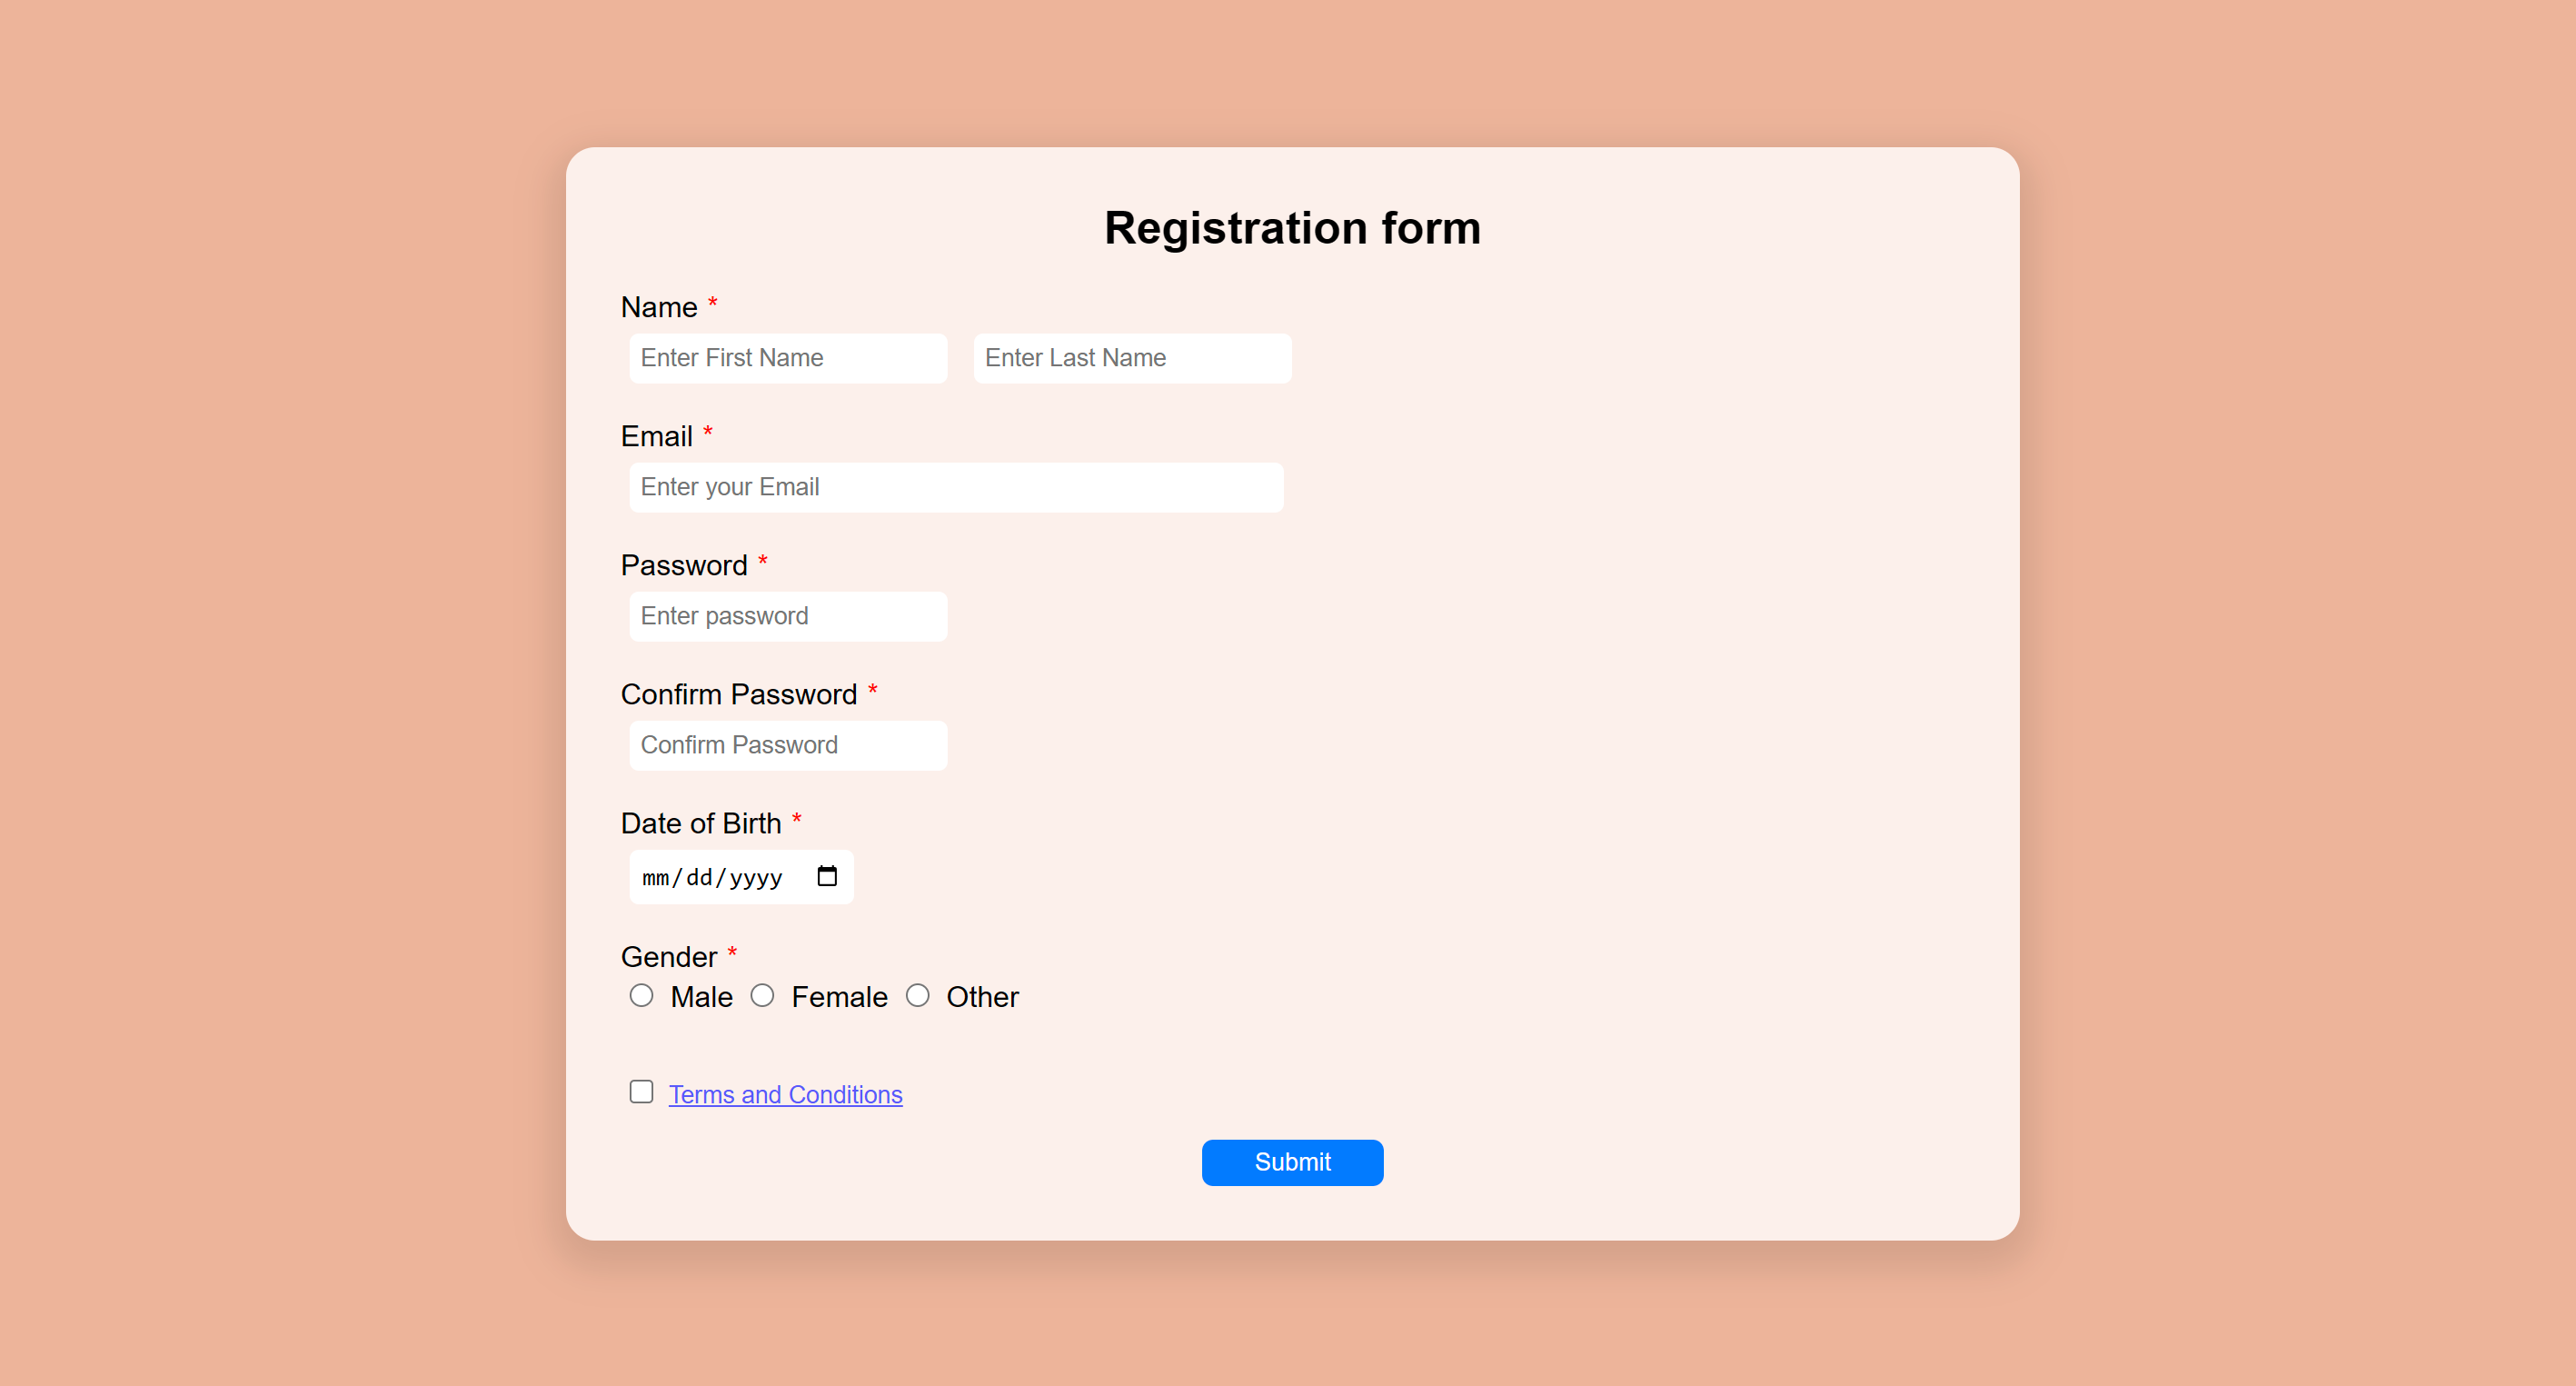 Registration form
Name *
Enter First Name Enter Last Name
Email *
Enter your Email
Password *
Enter password
Confirm Password *
Confirm Password
Date of Birth *
mm/dd/yyyy
Gender *
Male Female Other
Terms and Conditions
Submit